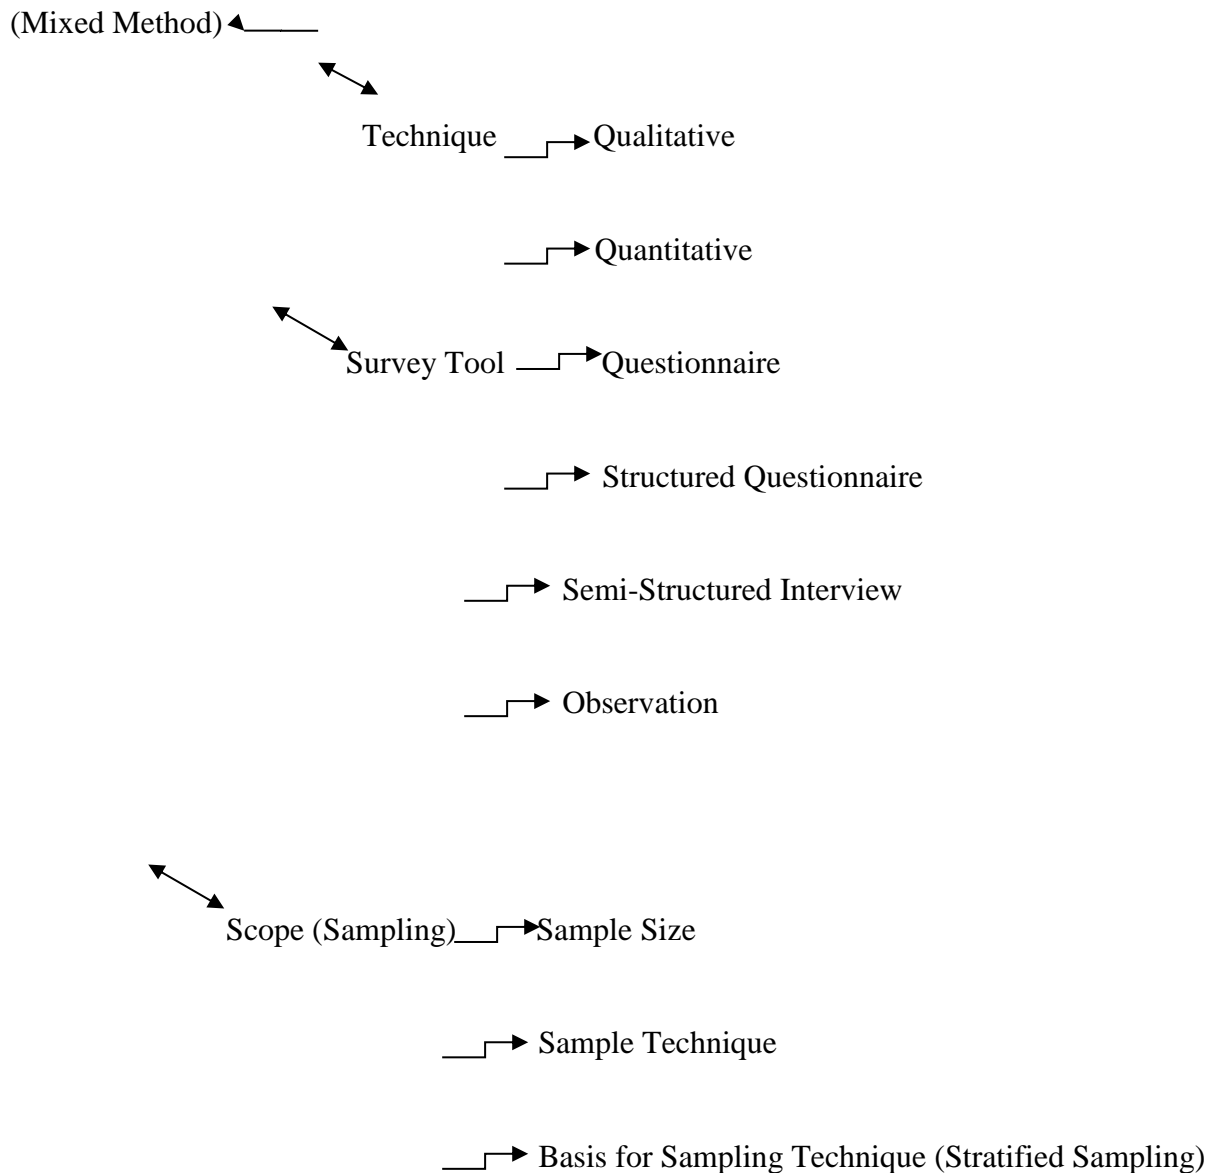 (Mixed Method)
Technique Qualitative
Quantitative
Survey Tool Questionnaire
Structured Questionnaire
Semi-Structured Interview
Observation
Scope (Sampling) Sample Size
Sample Technique
Basis for Sampling Technique (Stratified Sampling)